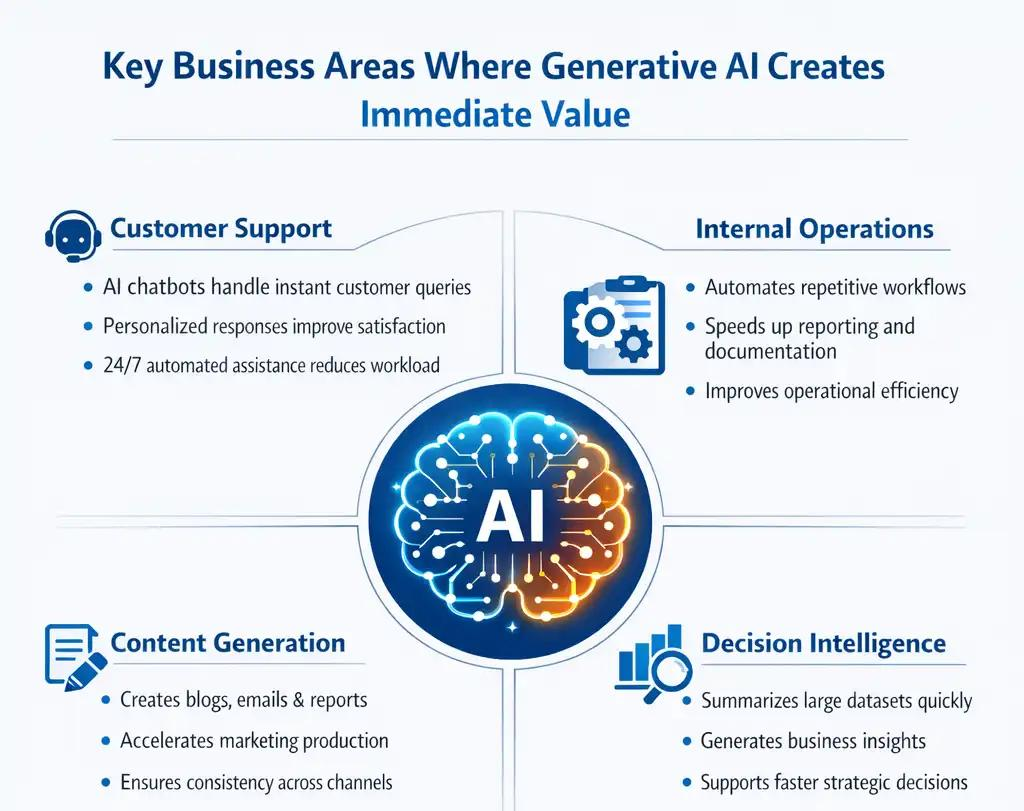 Key Business Areas Where Generative AI Creates
Immediate Value
Customer Support
• AI chatbots handle instant customer queries
• Personalized responses improve satisfaction
• 24/7 automated assistance reduces workload
Internal Operations
• Automates repetitive workflows
• Speeds up reporting and
documentation
• Improves operational efficiency
AI
Content Generation
• Creates blogs, emails & reports
• Accelerates marketing production
• Ensures consistency across channels
Decision Intelligence
• Summarizes large datasets quickly
• Generates business insights
• Supports faster strategic decisions